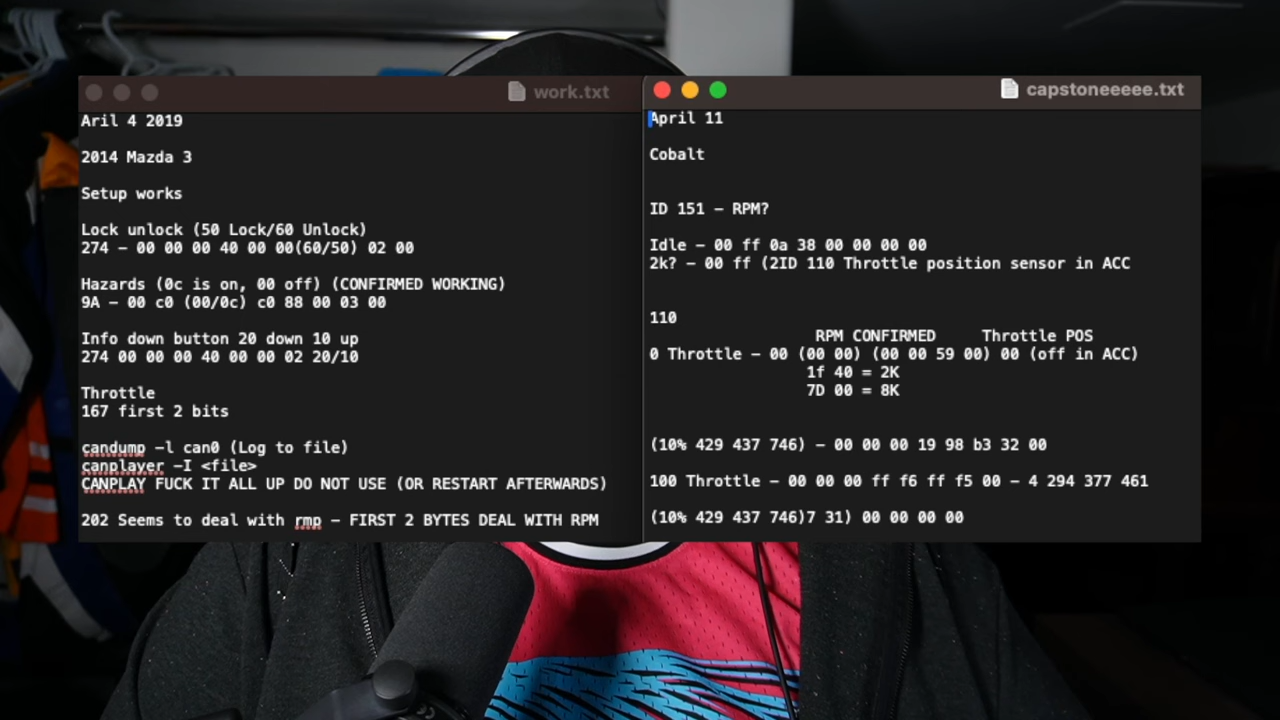 work.txt
Aril 4 2019
2014 Mazda 3
Setup works
Lock unlock (50 Lock/60 Unlock)
274 – 00 00 00 40 00 00(60/50) 02 00
Hazards (0c is on, 00 off) (CONFIRMED WORKING)
9A – 00 c0 (00/0c) c0 88 00 03 00
Info down button 20 down 10 up
274 00 00 00 40 00 00 02 20/10
Throttle
167 first 2 bits
candump –l can0 (Log to file)
canplayer –I <file>
CANPLAY FUCK IT ALL UP DO NOT USE (OR RESTART AFTERWARDS)
202 Seems to deal with rmp – FIRST 2 BYTES DEAL WITH RPM
capstoneeeee.txt
April 11
Cobalt
ID 151 – RPM?
Idle – 00 ff 0a 38 00 00 00 00
2k? – 00 ff (2ID 110 Throttle position sensor in ACC
110
RPM CONFIRMED Throttle POS
0 Throttle – 00 (00 00) (00 00 59 00) 00 (off in ACC)
1f 40 = 2K
7D 00 = 8K
(10% 429 437 746) – 00 00 00 19 98 b3 32 00
100 Throttle – 00 00 00 ff f6 ff f5 00 – 4 294 377 461
(10% 429 437 746)7 31) 00 00 00 00